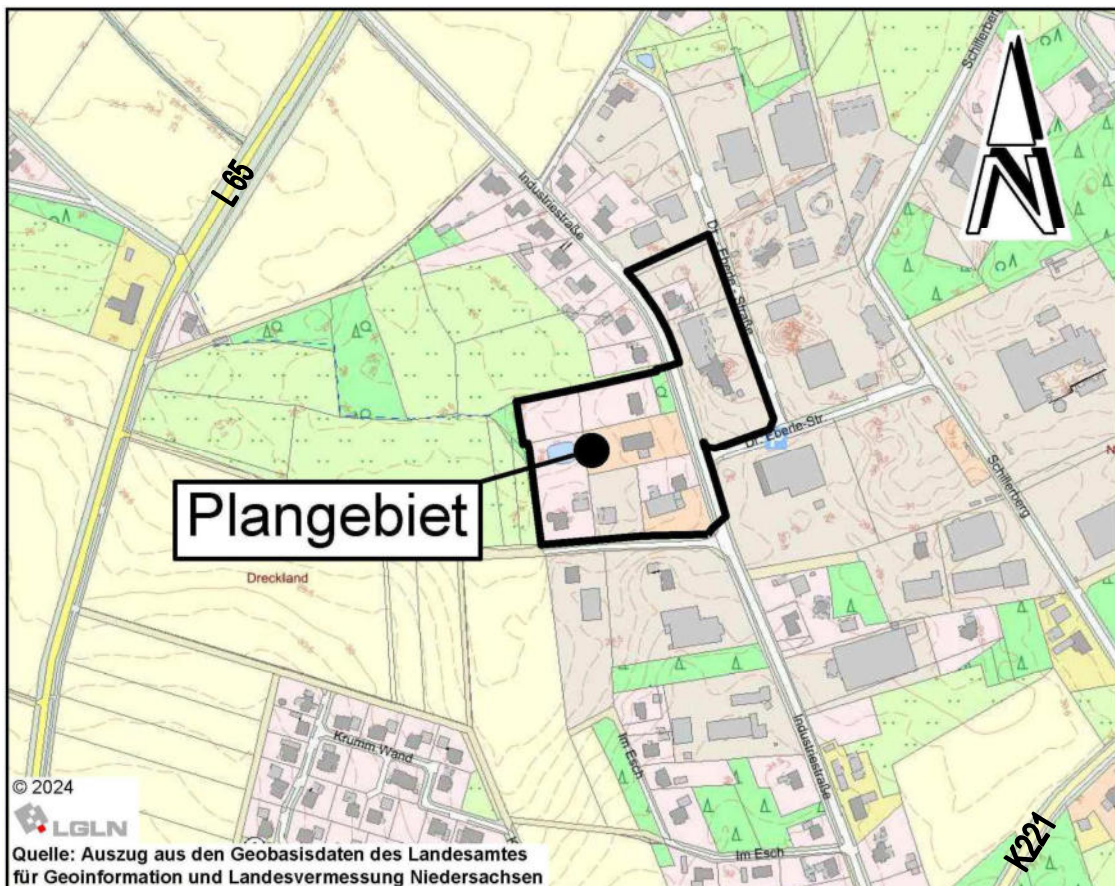 L 65
Industriestraße
Schillerberg
N
Dr. Eberle - Straße
Dr. Eberle-Str
P
Plangebiet
Schillerberg
Dreckland
Krumm Wand
Im Esch
Industriestraße
Im Esch
K221
© 2024
LGLN
Quelle: Auszug aus den Geobasisdaten des Landesamtes
für Geoinformation und Landesvermessung Niedersachsen